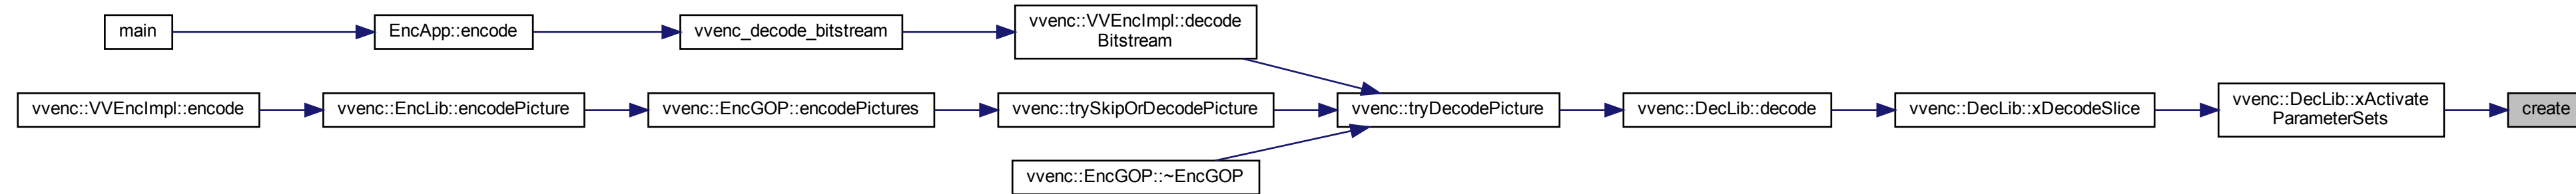 main
EncApp::encode
vvenc_decode_bitstream
vvenc::VVEncImpl::decode
Bitstream
vvenc::VVEncImpl::encode
vvenc::EncLib::encodePicture
vvenc::EncGOP::encodePictures
vvenc::trySkipOrDecodePicture
vvenc::tryDecodePicture
vvenc::DecLib::decode
vvenc::DecLib::xDecodeSlice
vvenc::DecLib::xActivate
ParameterSets
create
vvenc::EncGOP::~EncGOP